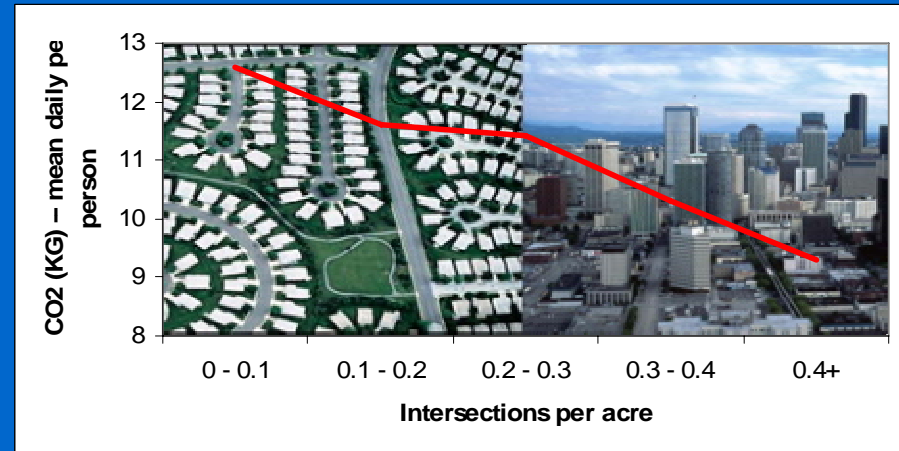 CO2 (KG) – mean daily pe
person
13
12
11
10
9
8
0 - 0.1
0.1 - 0.2
0.2 - 0.3
0.3 - 0.4
0.4+
Intersections per acre